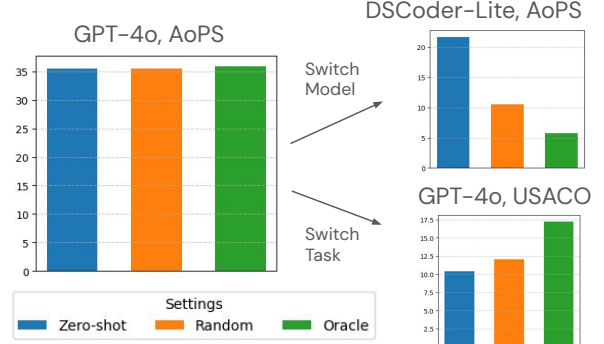 GPT-4o, AoPS
35
30
25
20
15
10
5
0
Switch
Model
Switch
Task
DSCoder-Lite, AoPS
20
15
10
5
0
GPT-4o, USACO
17.5
15.0
12.5
10.0
7.5
5.0
2.5
Settings
Zero-shot Random Oracle